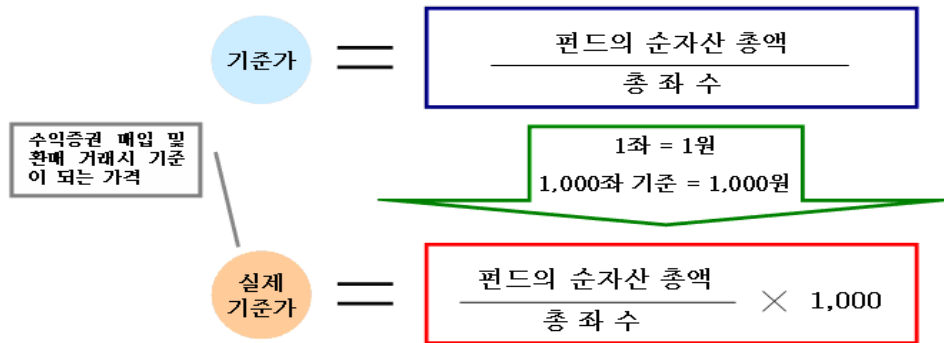 기준가
펀드의 순자산 총액
총 좌 수
수익증권 매입 및
환매 거래시 기준
이 되는 가격
1좌 = 1원
1,000좌 기준 = 1,000원
실제
기준가
펀드의 순자산 총액
총 좌 수
× 1,000